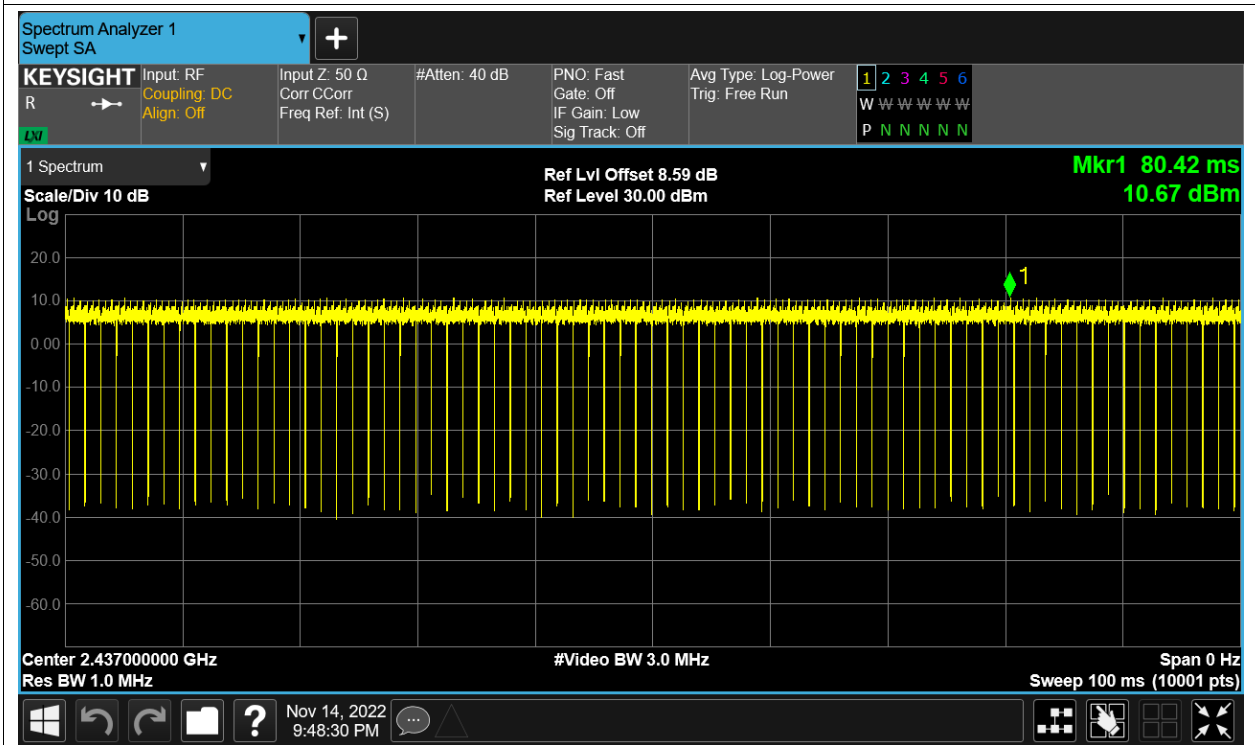 Spectrum Analyzer 1
Swept SA
KEYSIGHT
R
LXI
Input: RF
Coupling: DC
Align: Off
Input Z: 50 Ω
Corr CCorr
Freq Ref: Int (S)
#Atten: 40 dB
PNO: Fast
Gate: Off
IF Gain: Low
Sig Track: Off
Avg Type: Log-Power
Trig: Free Run
1 2 3 4 5 6
W W W W W W
P N N N N N
1 Spectrum
Scale/Div 10 dB
Log
Ref Lvl Offset 8.59 dB
Ref Level 30.00 dBm
Mkr1 80.42 ms
10.67 dBm
1
20.0
10.0
0.00
-10.0
-20.0
-30.0
-40.0
-50.0
-60.0
Center 2.437000000 GHz
Res BW 1.0 MHz
#Video BW 3.0 MHz
Span 0 Hz
Sweep 100 ms (10001 pts)
?
Nov 14, 2022
9:48:30 PM